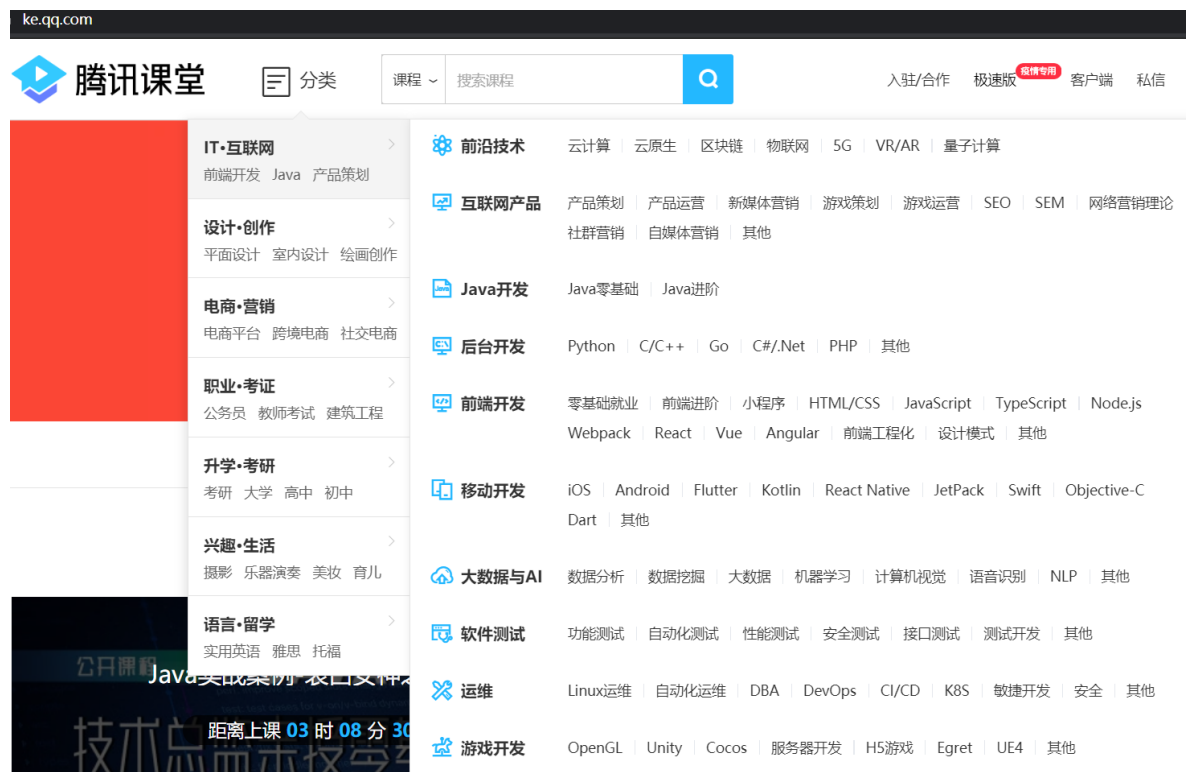 ke.qq.com
腾讯课堂
分类
课程
搜索课程
入驻/合作 极速版 疫情专用 客户端 私信
IT·互联网
前端开发 Java 产品策划
设计·创作
平面设计 室内设计 绘画创作
电商·营销
电商平台 跨境电商 社交电商
职业·考证
公务员 教师考试 建筑工程
升学·考研
考研 大学 高中 初中
兴趣·生活
摄影 乐器演奏 美妆 育儿
语言·留学
实用英语 雅思 托福
前沿技术 云计算 云原生 区块链 物联网 5G VR/AR 量子计算
互联网产品 产品策划 产品运营 新媒体营销 游戏策划 游戏运营 SEO SEM 网络营销理论
社群营销 自媒体营销 其他
Java开发 Java零基础 Java进阶
后台开发 Python C/C++ Go C#/.Net PHP 其他
前端开发 零基础就业 前端进阶 小程序 HTML/CSS JavaScript TypeScript Node.js
Webpack React Vue Angular 前端工程化 设计模式 其他
移动开发 iOS Android Flutter Kotlin React Native JetPack Swift Objective-C
Dart 其他
大数据与AI 数据分析 数据挖掘 大数据 机器学习 计算机视觉 语音识别 NLP 其他
软件测试 功能测试 自动化测试 性能测试 安全测试 接口测试 测试开发 其他
运维 Linux运维 自动化运维 DBA DevOps CI/CD K8S 敏捷开发 安全 其他
游戏开发 OpenGL Unity Cocos 服务器开发 H5游戏 Egret UE4 其他
公开课
Java实战案例
距离上课 03 时 08 分 30